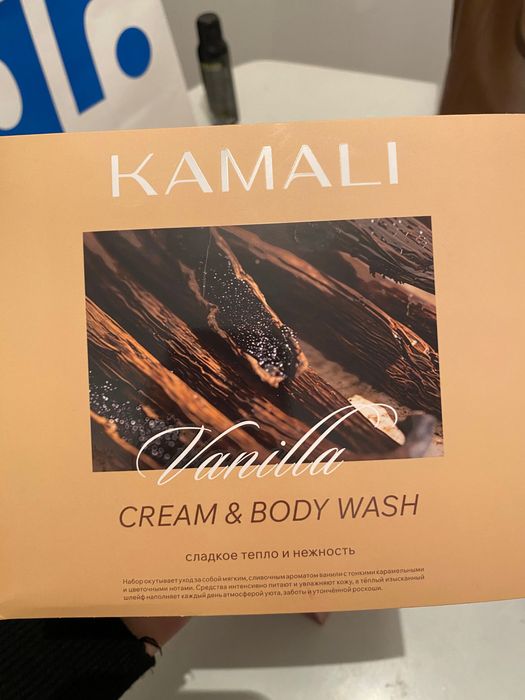 KAMALI
Vanilla
CREAM & BODY WASH
сладкое тепло и нежность
Набор окутывает уход за собой мягким, сливочным ароматом ванили с тонкими карамельными
и цветочными нотами. Средства интенсивно питают и увлажняют кожу, а тёплый изысканный
шлейф наполняет каждый день атмосферой уюта, заботы и утончённой роскоши.